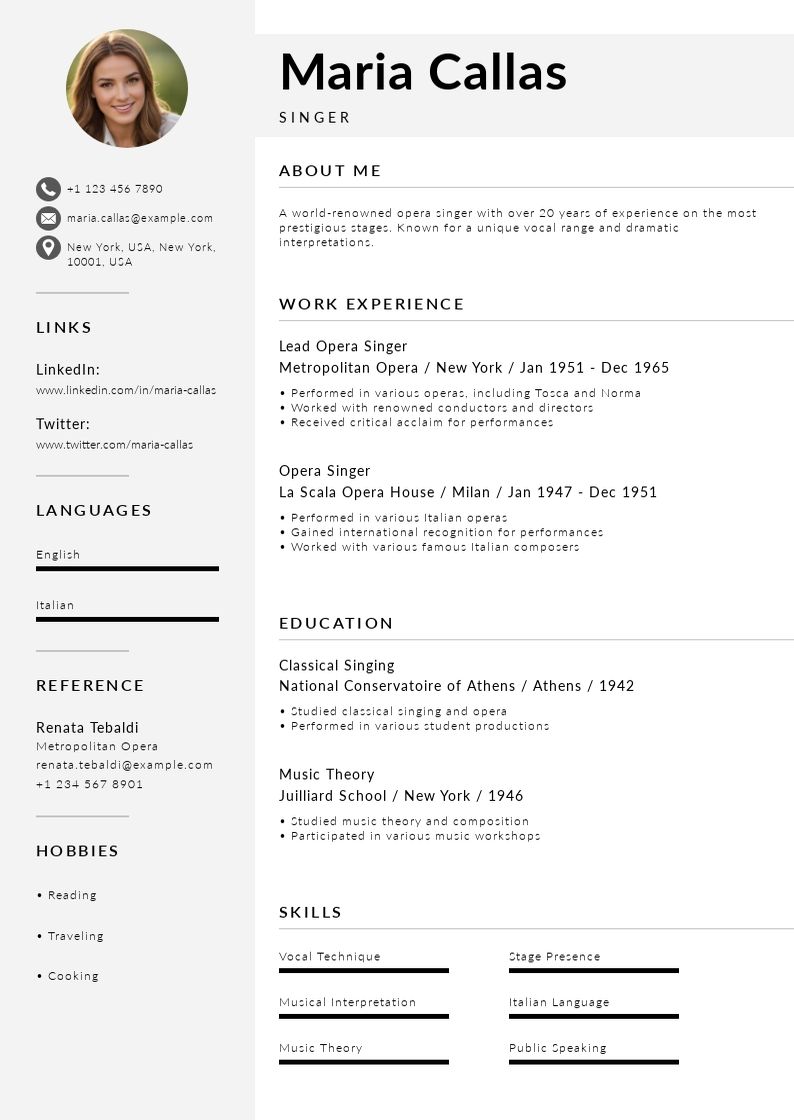 Maria Callas
SINGER
+1 123 456 7890
maria.callas@example.com
New York, USA, New York,
10001, USA
LINKS
LinkedIn:
www.linkedin.com/in/maria-callas
Twitter:
www.twitter.com/maria-callas
LANGUAGES
English
Italian
REFERENCE
Renata Tebaldi
Metropolitan Opera
renata.tebaldi@example.com
+1 234 567 8901
HOBBIES
• Reading
• Traveling
• Cooking
ABOUT ME
A world-renowned opera singer with over 20 years of experience on the most
prestigious stages. Known for a unique vocal range and dramatic
interpretations.
WORK EXPERIENCE
Lead Opera Singer
Metropolitan Opera / New York / Jan 1951 - Dec 1965
• Performed in various operas, including Tosca and Norma
• Worked with renowned conductors and directors
• Received critical acclaim for performances
Opera Singer
La Scala Opera House / Milan / Jan 1947 - Dec 1951
• Performed in various Italian operas
• Gained international recognition for performances
• Worked with various famous Italian composers
EDUCATION
Classical Singing
National Conservatoire of Athens / Athens / 1942
• Studied classical singing and opera
• Performed in various student productions
Music Theory
Juilliard School / New York / 1946
• Studied music theory and composition
• Participated in various music workshops
SKILLS
Vocal Technique
Stage Presence
Musical Interpretation
Italian Language
Music Theory
Public Speaking